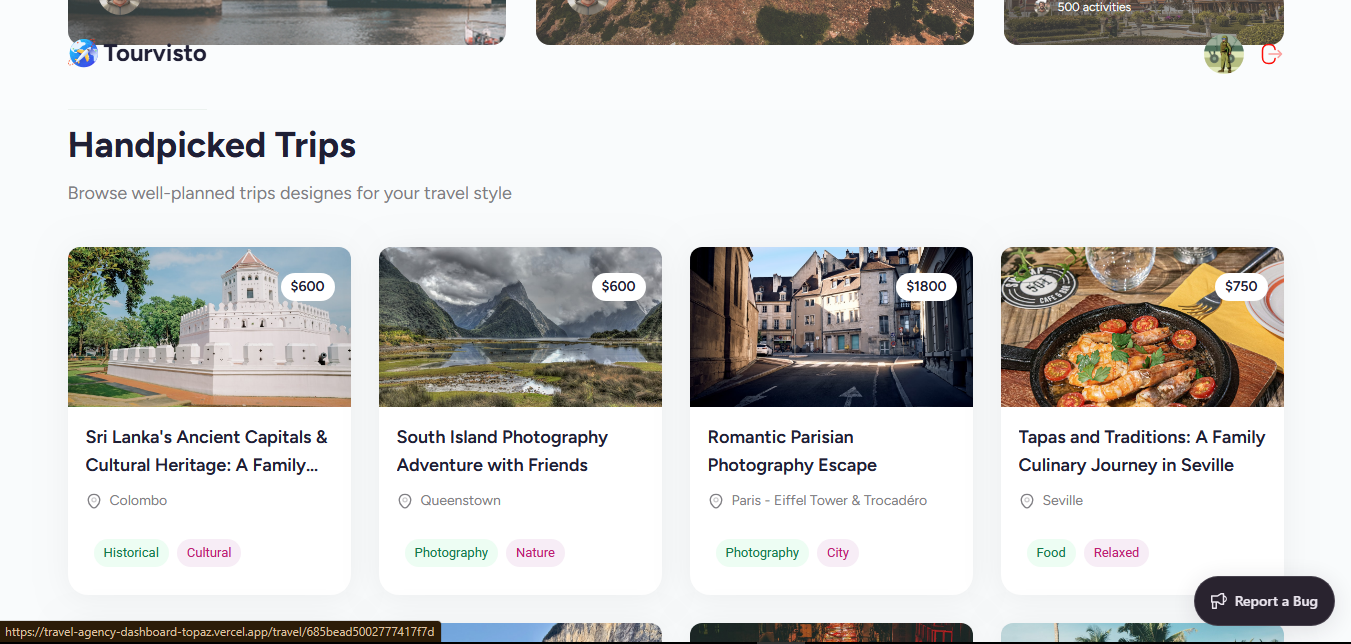 500 activities
Tourvisto
Handpicked Trips
Browse well-planned trips designes for your travel style
$600
$600
$1800
$750
Sri Lanka's Ancient Capitals &
Cultural Heritage: A Family...
Colombo
Historical
Cultural
South Island Photography
Adventure with Friends
Queenstown
Photography
Nature
Romantic Parisian
Photography Escape
Paris - Eiffel Tower & Trocadéro
Photography
City
Tapas and Traditions: A Family
Culinary Journey in Seville
Seville
Food
Relaxed
Report a Bug
https://travel-agency-dashboard-topaz.vercel.app/travel/685bead5002777417f7d